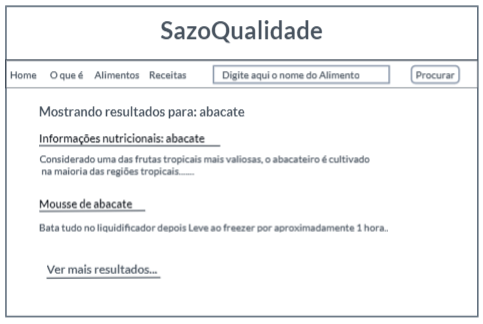 SazoQualidade
Home O que é Alimentos Receitas Digite aqui o nome do Alimento Procurar
Mostrando resultados para: abacate
Informações nutricionais: abacate
Considerado uma das frutas tropicais mais valiosas, o abacateiro é cultivado
na maioria das regiões tropicais.......
Mousse de abacate
Bata tudo no liquidificador depois Leve ao freezer por aproximadamente 1 hora..
Ver mais resultados...